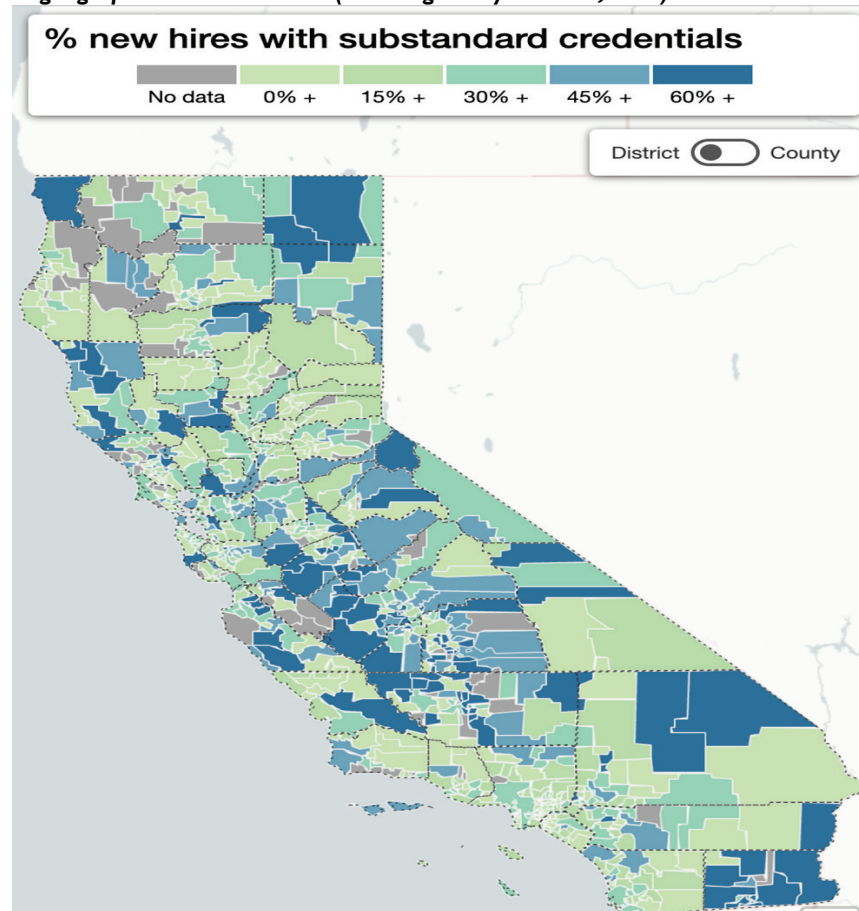 % new hires with substandard credentials
No data 0% + 15% + 30% + 45% + 60% +
District County